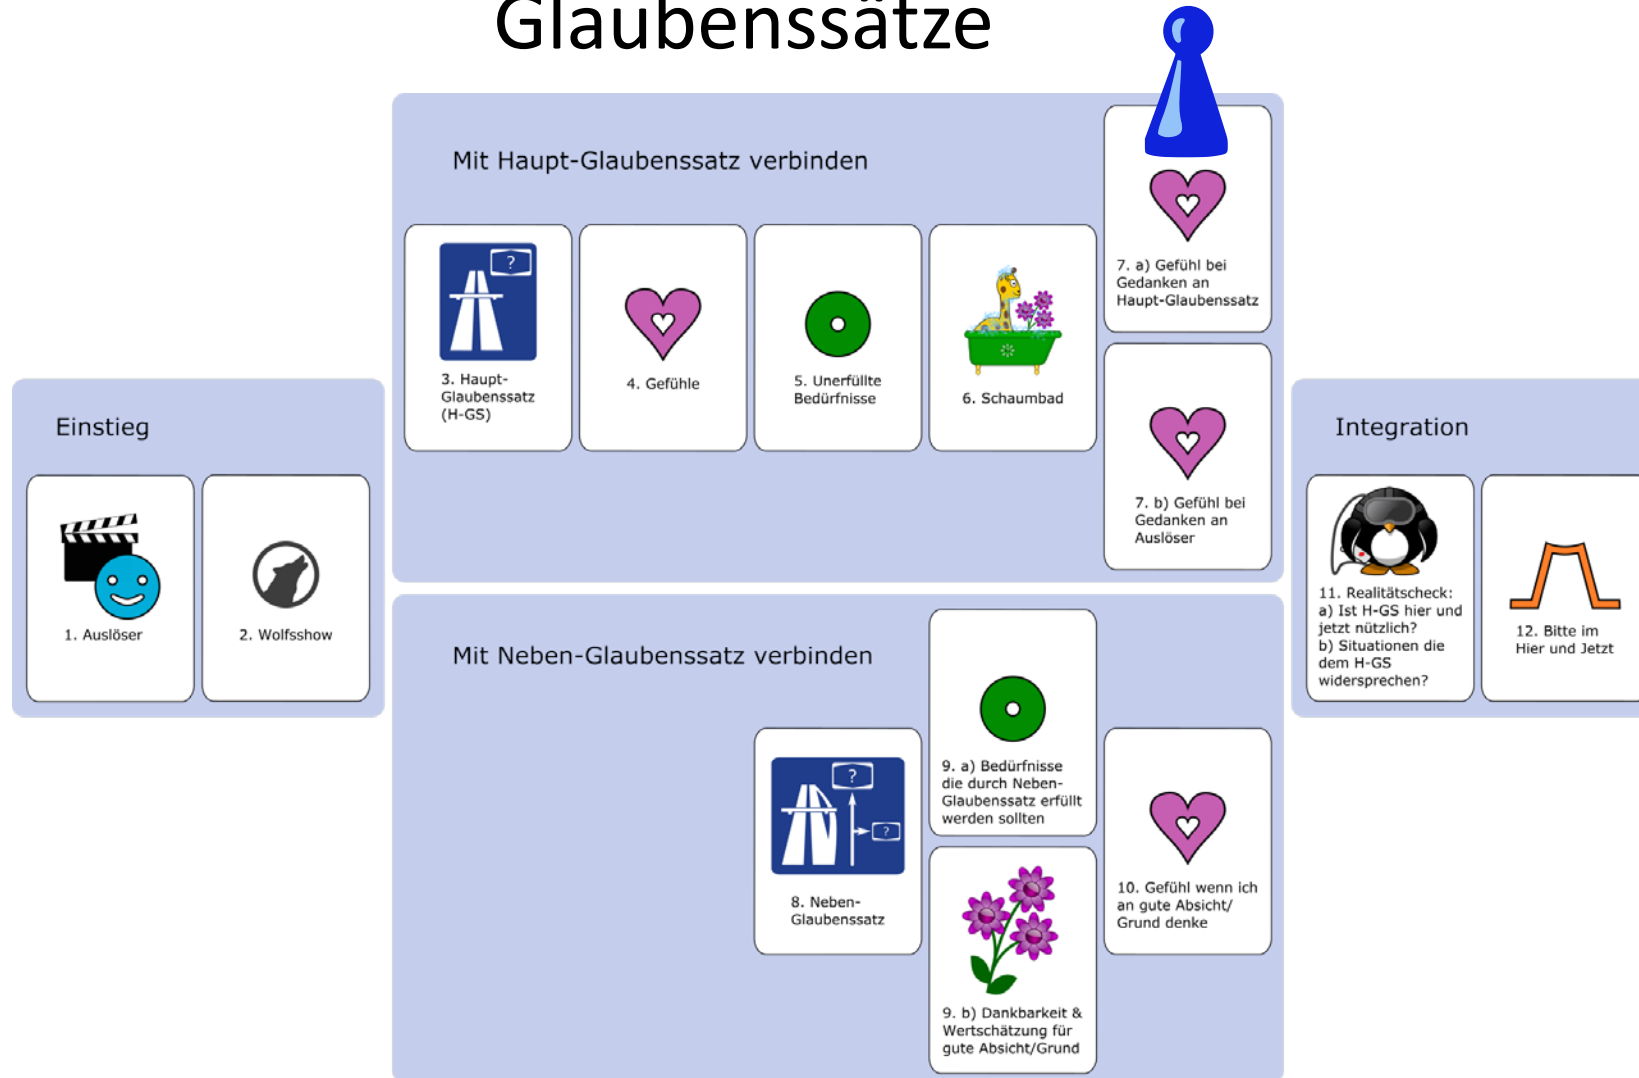 Glaubenssätze
Einstieg
1. Auslöser
2. Wolfsshow
Mit Haupt-Glaubenssatz verbinden
?
3. Haupt-
Glaubenssatz
(H-GS)
4. Gefühle
5. Unerfüllte
Bedürfnisse
6. Schaumbad
7. a) Gefühl bei
Gedanken an
Haupt-Glaubenssatz
7. b) Gefühl bei
Gedanken an
Auslöser
Mit Neben-Glaubenssatz verbinden
?
?
8. Neben-
Glaubenssatz
9. a) Bedürfnisse
die durch Neben-
Glaubenssatz erfüllt
werden sollten
9. b) Dankbarkeit &
Wertschätzung für
gute Absicht/Grund
10. Gefühl wenn ich
an gute Absicht/
Grund denke
Integration
11. Realitätscheck:
a) Ist H-GS hier und
jetzt nützlich?
b) Situationen die
dem H-GS
widersprechen?
12. Bitte im
Hier und Jetzt